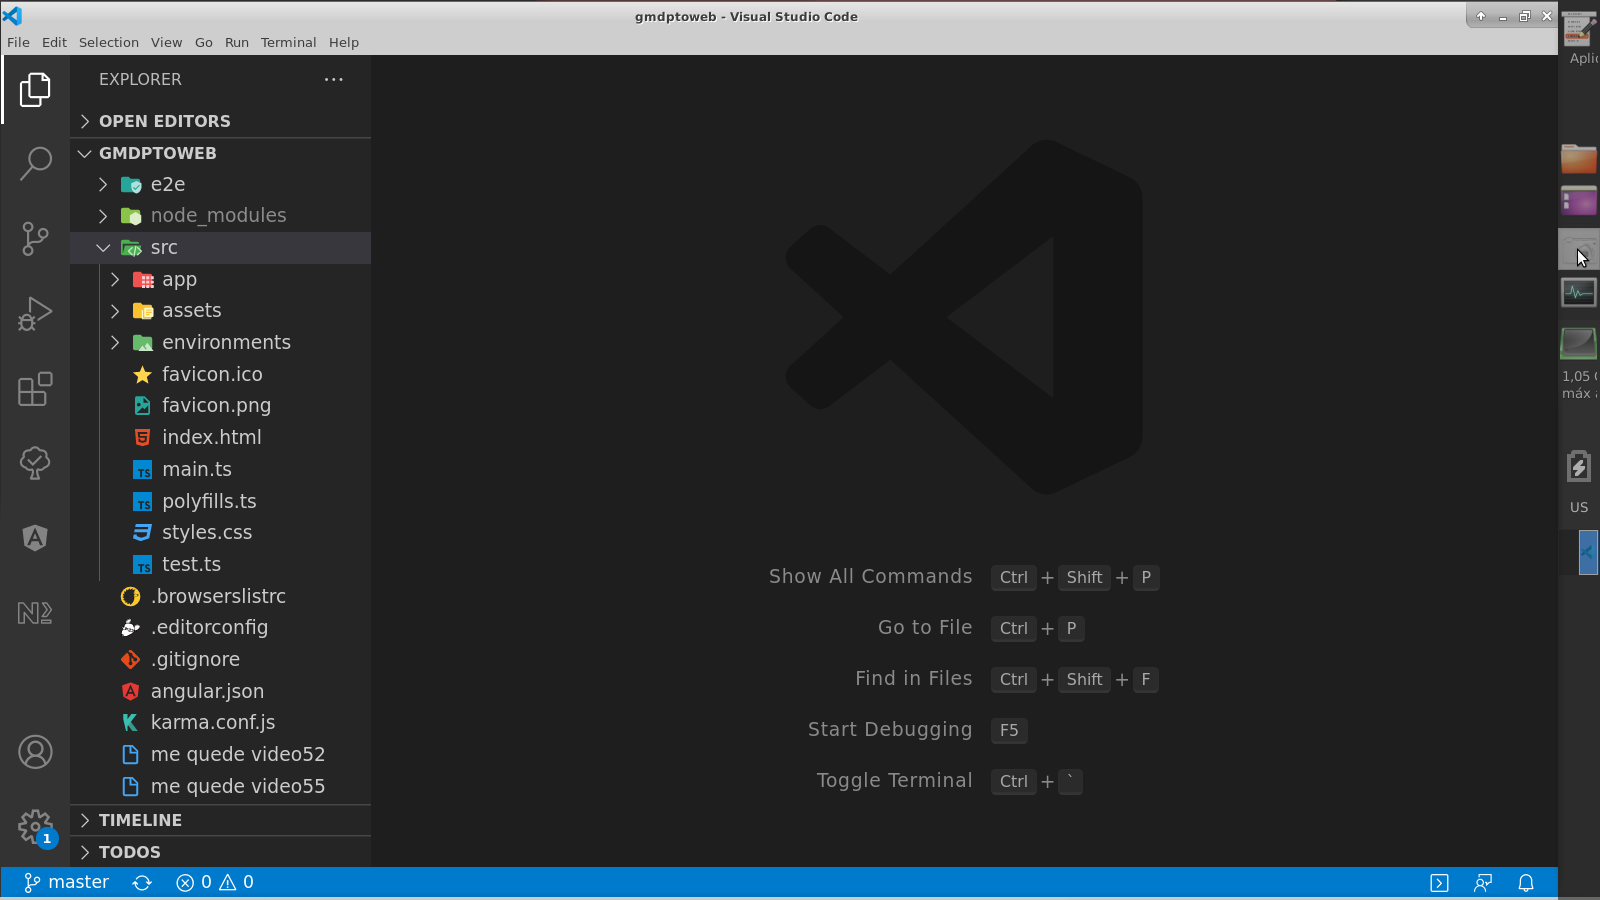 gmdptoweb - Visual Studio Code
File Edit Selection View Go Run Terminal Help
EXPLORER
OPEN EDITORS
GMDPTOWEB
e2e
node_modules
src
app
assets
environments
favicon.ico
favicon.png
index.html
main.ts
polyfills.ts
styles.css
test.ts
.browserslistrc
.editorconfig
.gitignore
angular.json
karma.conf.js
me quede video52
me quede video55
TIMELINE
TODOS
1
master 0 0
Show All Commands Ctrl + Shift + P
Go to File Ctrl + P
Find in Files Ctrl + Shift + F
Start Debugging F5
Toggle Terminal Ctrl + `
Aplic
1,05
máx
US